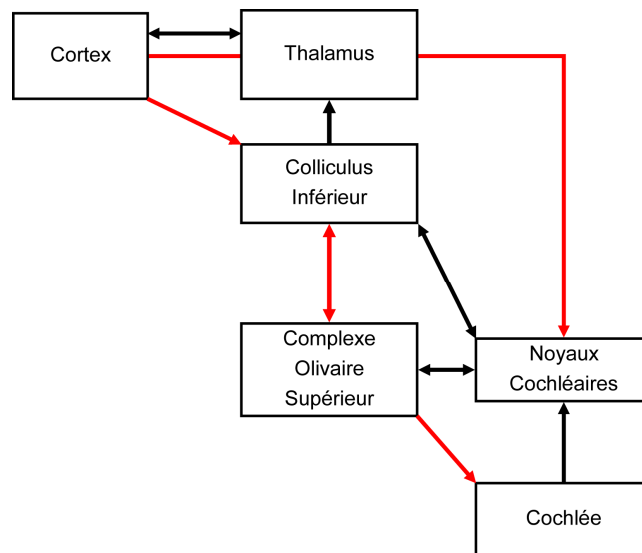 Cortex
Thalamus
Colliculus
Inférieur
Complexe
Olivaire
Supérieur
Noyaux
Cochléaires
Cochlée